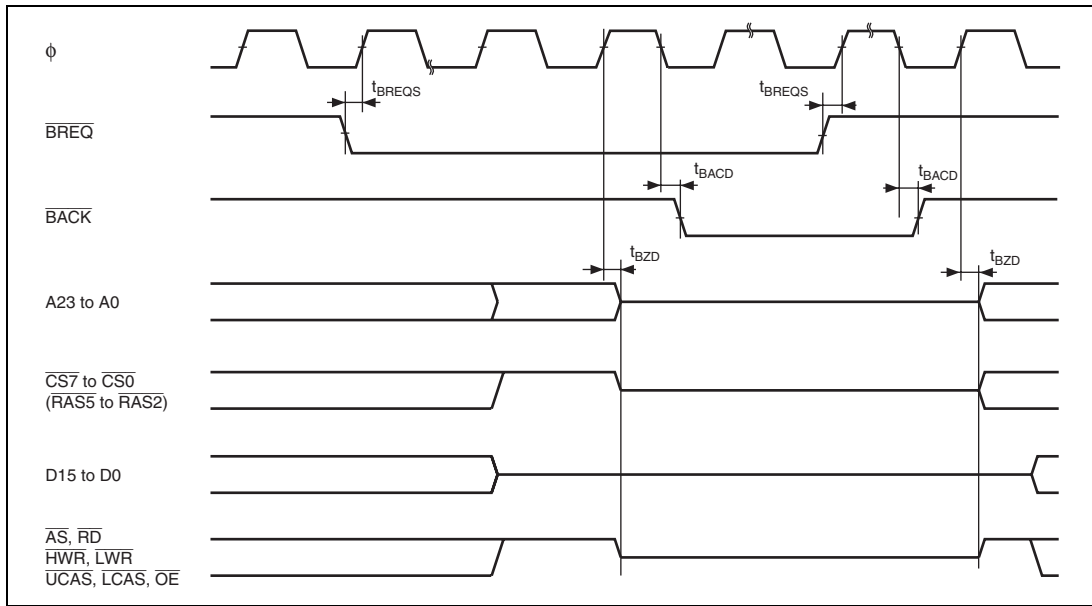 ϕ
tBREQS
tBREQS
BREQ
tBACD
tBACD
BACK
tBZD
tBZD
A23 to A0
CS7 to CS0
(RAS5 to RAS2)
D15 to D0
AS, RD
HWR, LWR
UCAS, LCAS, OE